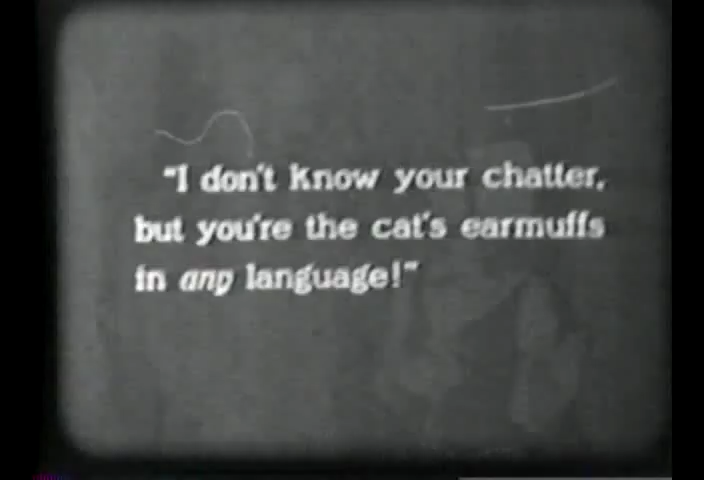 "I don't know your chatter,
but you're the cat's earmuffs
in any language!"